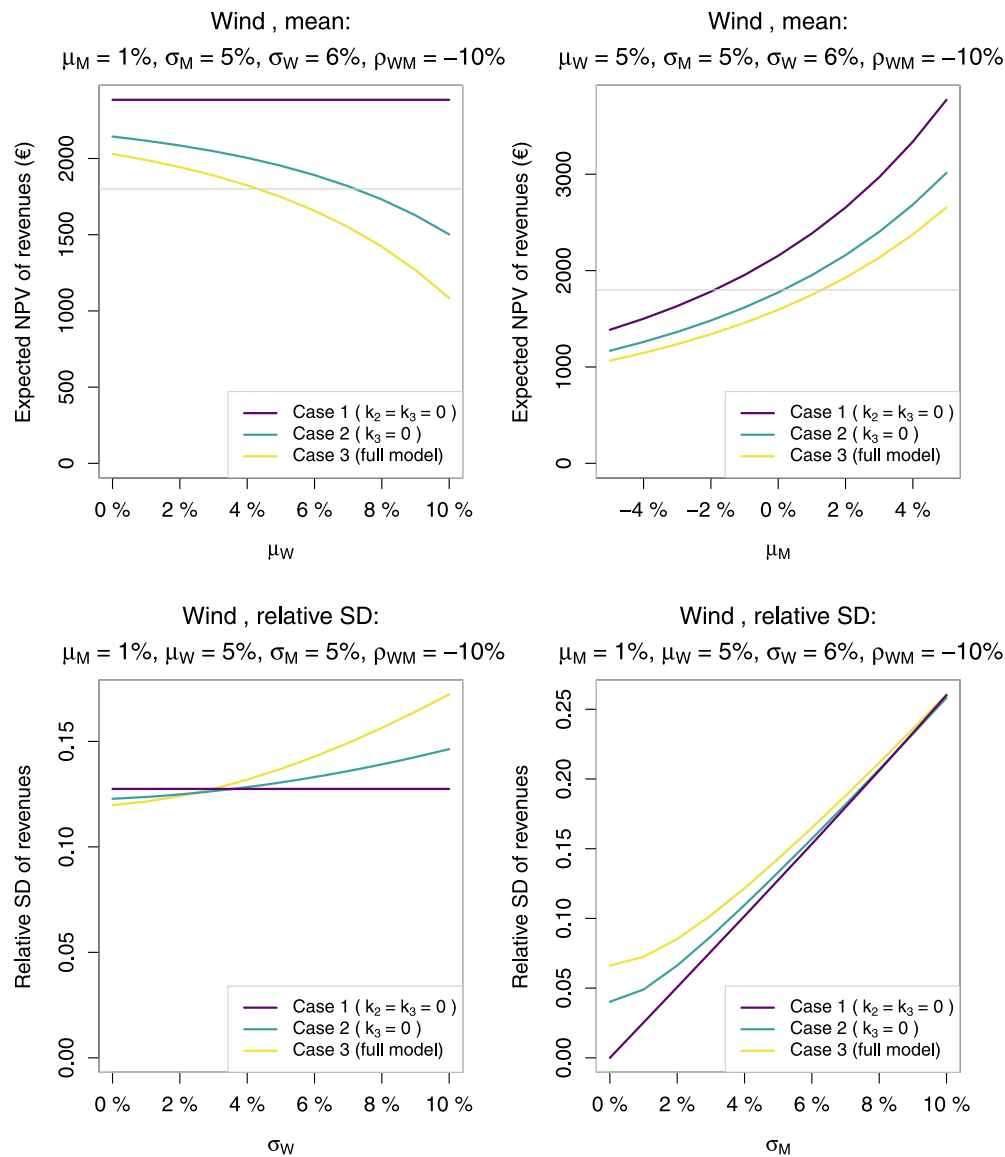 Wind , mean:
μM = 1%, σM = 5%, σW = 6%, ρWM = −10%
Expected NPV of revenues (€)
2000
1500
1000
500
0
Case 1 ( k2 = k3 = 0 )
Case 2 ( k3 = 0 )
Case 3 (full model)
0 % 2 % 4 % 6 % 8 % 10 %
μW
Wind , mean:
μW = 5%, σM = 5%, σW = 6%, ρWM = −10%
Expected NPV of revenues (€)
3000
2000
1000
0
Case 1 ( k2 = k3 = 0 )
Case 2 ( k3 = 0 )
Case 3 (full model)
−4 % −2 % 0 % 2 % 4 %
μM
Wind , relative SD:
μM = 1%, μW = 5%, σM = 5%, ρWM = −10%
Relative SD of revenues
0.15
0.10
0.05
0.00
Case 1 ( k2 = k3 = 0 )
Case 2 ( k3 = 0 )
Case 3 (full model)
0 % 2 % 4 % 6 % 8 % 10 %
σW
Wind , relative SD:
μM = 1%, μW = 5%, σW = 6%, ρWM = −10%
Relative SD of revenues
0.25
0.20
0.15
0.10
0.05
0.00
Case 1 ( k2 = k3 = 0 )
Case 2 ( k3 = 0 )
Case 3 (full model)
0 % 2 % 4 % 6 % 8 % 10 %
σM